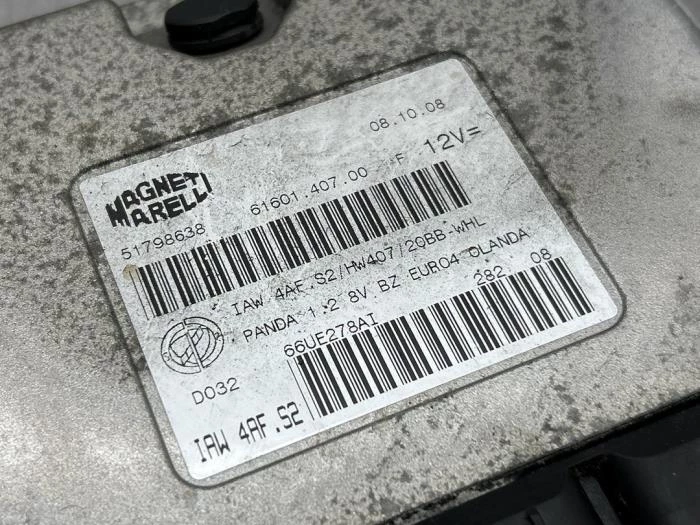 08.10.08
MAGNETI
MARELLI
61601.407.00 F 12V=
51798638
IAW 4AF.S2/HW407/20BB-WHL
PANDA 1.2 8V BZ EURO4 OLANDA
66UE278AI 282 08
D032
IAW 4AF.S2